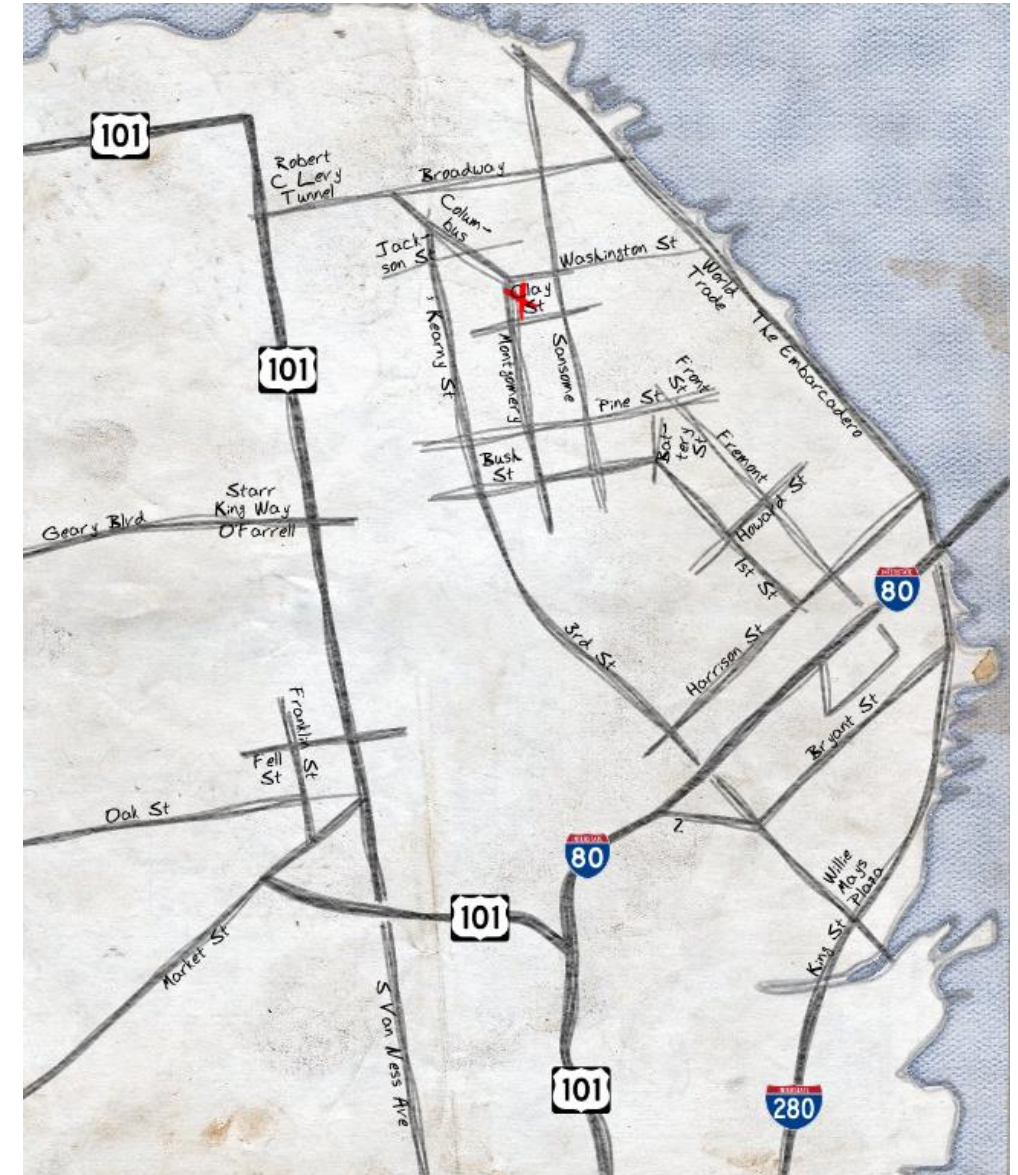 101
Robert
C Levy
Tunnel
Broadway
Colum-
bus
Jack-
son St
Washington St
World
Trade
The Embarcadero
Clay
St
101
Kearny St
Montgomery
Sansome
Front
St
Pine St
Bat-
tery
St
Fremont
Bush
St
Howard St
Starr
King Way
O'Farrell
Geary Blvd
1st St
INTERSTATE
80
3rd St
Harrison St
Franklin St
Fell
St
Bryant St
Oak St
2
INTERSTATE
80
Willie
Mays
Plaza
101
Market St
King St
S Van Ness Ave
101
INTERSTATE
280